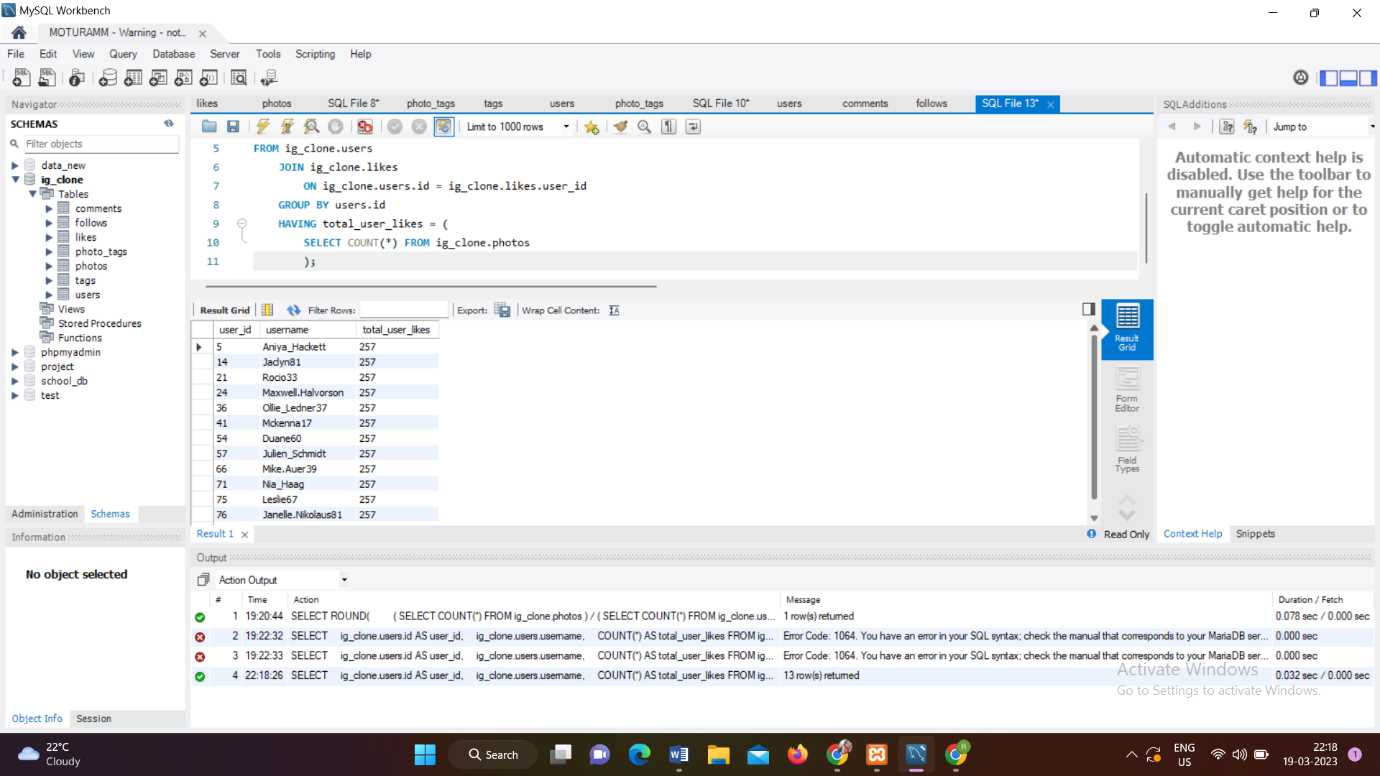 MySQL Workbench
MOTURAMM - Warning - not...
File Edit View Query Database Server Tools Scripting Help
Navigator
SCHEMAS
Filter objects
data_new
ig_clone
Tables
comments
follows
likes
photo_tags
photos
tags
users
Views
Stored Procedures
Functions
phpmyadmin
project
school_db
test
Administration Schemas
Information
No object selected
Object Info Session
likes photos SQL File 8* photo_tags tags users photo_tags SQL File 10* users comments follows SQL File 13*
Limit to 1000 rows
5 FROM ig_clone.users
6 JOIN ig_clone.likes
7 ON ig_clone.users.id = ig_clone.likes.user_id
8 GROUP BY users.id
9 HAVING total_user_likes = (
10 SELECT COUNT(*) FROM ig_clone.photos
11 );
Result Grid Filter Rows: Export: Wrap Cell Content:
user_id username total_user_likes
5 Aniya_Hackett 257
14 Jaclyn81 257
21 Rocio33 257
24 Maxwell.Halvorson 257
36 Ollie_Ledner37 257
41 Mckenna17 257
54 Duane60 257
57 Julien_Schmidt 257
66 Mike.Auer39 257
71 Nia_Haag 257
75 Leslie67 257
76 Janelle.Nikolaus81 257
Result Grid
Form Editor
Field Types
Result 1
Read Only
SQLAdditions
Jump to
Automatic context help is
disabled. Use the toolbar to
manually get help for the
current caret position or to
toggle automatic help.
Context Help Snippets
Output
Action Output
# Time Action Message Duration / Fetch
1 19:20:44 SELECT ROUND( ( SELECT COUNT(*) FROM ig_clone.photos ) / ( SELECT COUNT(*) FROM ig_clone.us... 1 row(s) returned 0.078 sec / 0.000 sec
2 19:22:32 SELECT ig_clone.users.id AS user_id, ig_clone.users.username, COUNT(*) AS total_user_likes FROM ig... Error Code: 1064. You have an error in your SQL syntax; check the manual that corresponds to your MariaDB ser... 0.000 sec
3 19:22:33 SELECT ig_clone.users.id AS user_id, ig_clone.users.username, COUNT(*) AS total_user_likes FROM ig... Error Code: 1064. You have an error in your SQL syntax; check the manual that corresponds to your MariaDB ser... 0.000 sec
4 22:18:26 SELECT ig_clone.users.id AS user_id, ig_clone.users.username, COUNT(*) AS total_user_likes FROM ig... 13 row(s) returned 0.032 sec / 0.000 sec
Activate Windows
Go to Settings to activate Windows.
22°C
Cloudy
Search
ENG
US
22:18
19-03-2023
1